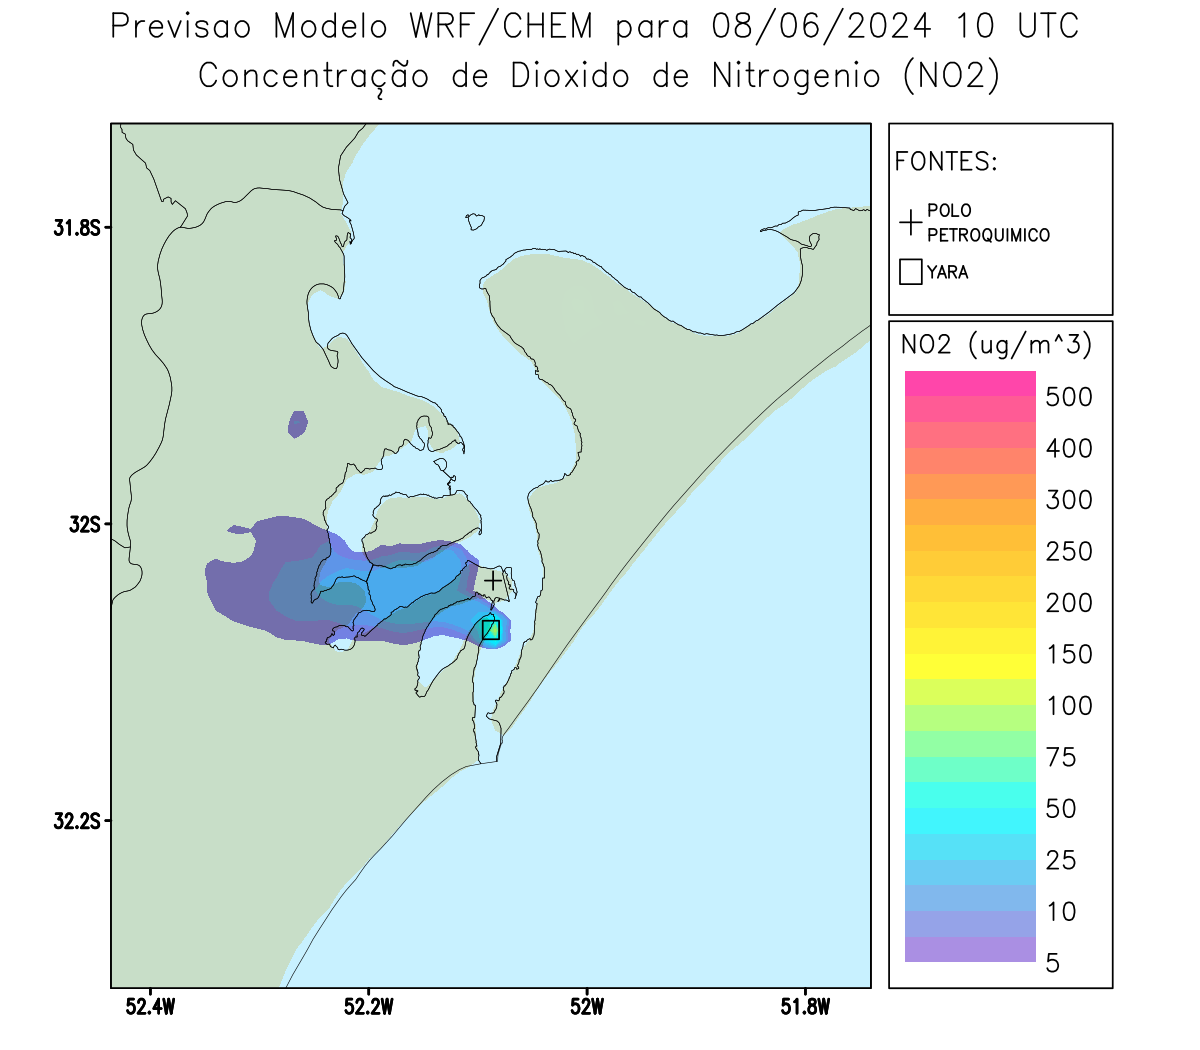 Previsao Modelo WRF/CHEM para 08/06/2024 10 UTC
Concentração de Dioxido de Nitrogenio (NO2)
FONTES:
POLO
PETROQUIMICO
YARA
NO2 (ug/m^3)
500
400
300
250
200
150
100
75
50
25
10
5
31.8S
32S
32.2S
52.4W
52.2W
52W
51.8W